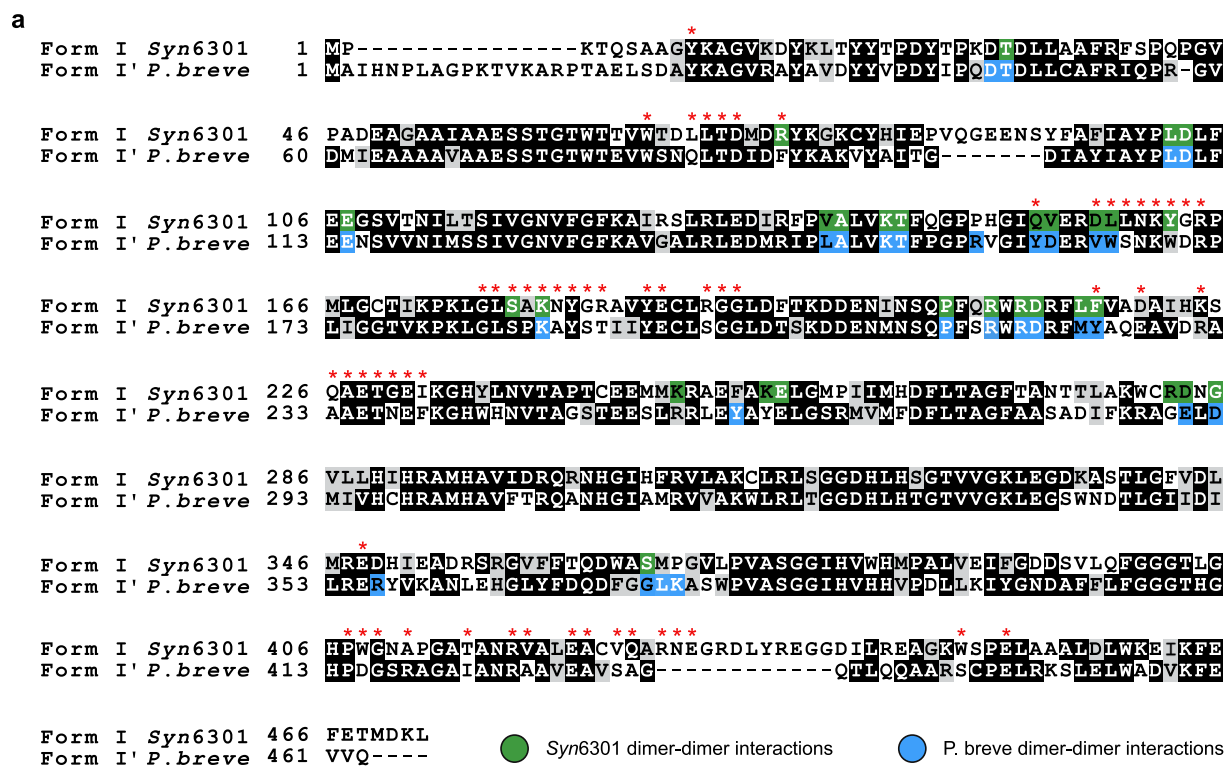 a
Form I Syn6301 1 MP---------------KTQSAAGYKAGVKDYKLTYYTPDYTPKDTDLLAAFRFSPQPGV
Form I' P.breve 1 MAIHNPLAGPKTVKARPTAELSDAYKAGVRAYAVDYYVPDYIPQDTDLLCAFRIQPR-GV
Form I Syn6301 46 PADEAGAAIAAESSTGTWTTVWTDLLTDMDRYKGKCYHIEPVQGEENSYFAFIAYPLDLF
Form I' P.breve 60 DMIEAAAAVAAESSTGTWTEVWSNQLTDIDFYKAKVYAITG-------DIAYIAYPLDLF
Form I Syn6301 106 EEGSVTNILTSIVGNVFGFKAIRSLRLEDIRFPVALVKTFQGPPHGIQVERDLLNKYGRP
Form I' P.breve 113 EENSVVNIMSSIVGNVFGFKAVGALRLEDMRIPLALVKTFPGPRVGIYDERVWSNKWDRP
Form I Syn6301 166 MLGCTIKPKLGLSAKNYGRAVYECLRGGLDFTKDDENINSQPFQRWRDRFLFVADAIHKS
Form I' P.breve 173 LIGGTVKPKLGLSPKAYSTIIYECLSGGLDTSKDDENMNSQPFSRWRDRFMYAQEAVDRA
Form I Syn6301 226 QAETGEIKGHYLNVTAPTCEEMMKRAEFAKELGMPIIMHDFLTAGFTANTTLAKWCRDNG
Form I' P.breve 233 AAETNEFKGHWHNVTAGSTEESLRRLEYAYELGSRMVMFDFLTAGFAASADIFKRAGELD
Form I Syn6301 286 VLLHIHRAMHAVIDRQRNHGIHFRVLAKCLRLSGGDHLHSGTVVGKLEGDKASTLGFVDL
Form I' P.breve 293 MIVHCHRAMHAVFTRQANHGIAMRVVAKWLRLTGGDHLHTGTVVGKLEGSWNDTLGIIDI
Form I Syn6301 346 MREDHIEADRSRGVFFTQDWASMPGVLPVASGGIHVWHMPALVEIFGDDSVLQFGGGTLG
Form I' P.breve 353 LRERYVKANLEHGLYFDQDFGGLKASWPVASGGIHVHHVPDLLKIYGNDAFFLFGGGTHG
Form I Syn6301 406 HPWGNAPGATANRVALEACVQARNEGRDLYREGGDILREAGKWSPELAAALDLWKEIKFE
Form I' P.breve 413 HPDGSRAGAIANRAAVEAVSAG------------QTLQQAARSCPELRKSLELWADVKFE
Form I Syn6301 466 FETMDKL
Form I' P.breve 461 VVQ----
Syn6301 dimer-dimer interactions
P. breve dimer-dimer interactions